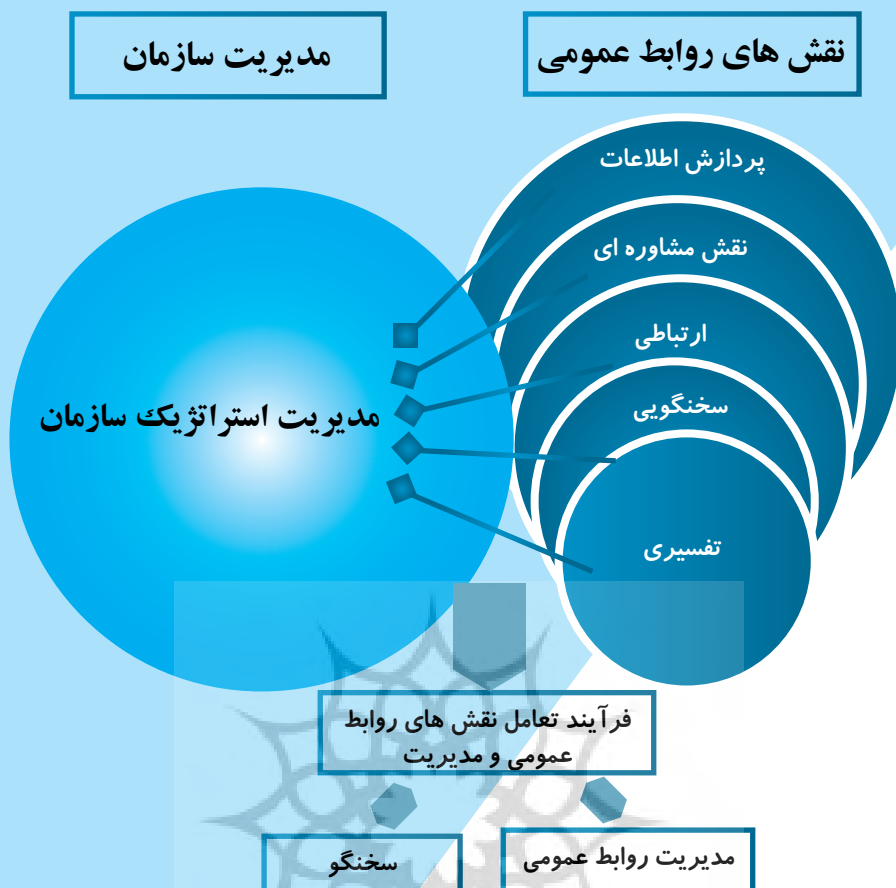 نقش های روابط عمومی
مدیریت سازمان
پردازش اطلاعات
نقش مشاوره ای
ارتباطی
سخنگویی
تفسیری
مدیریت استراتژیک سازمان
فرآیند تعامل نقش های روابط
عمومی و مدیریت
مدیریت روابط عمومی
سخنگو